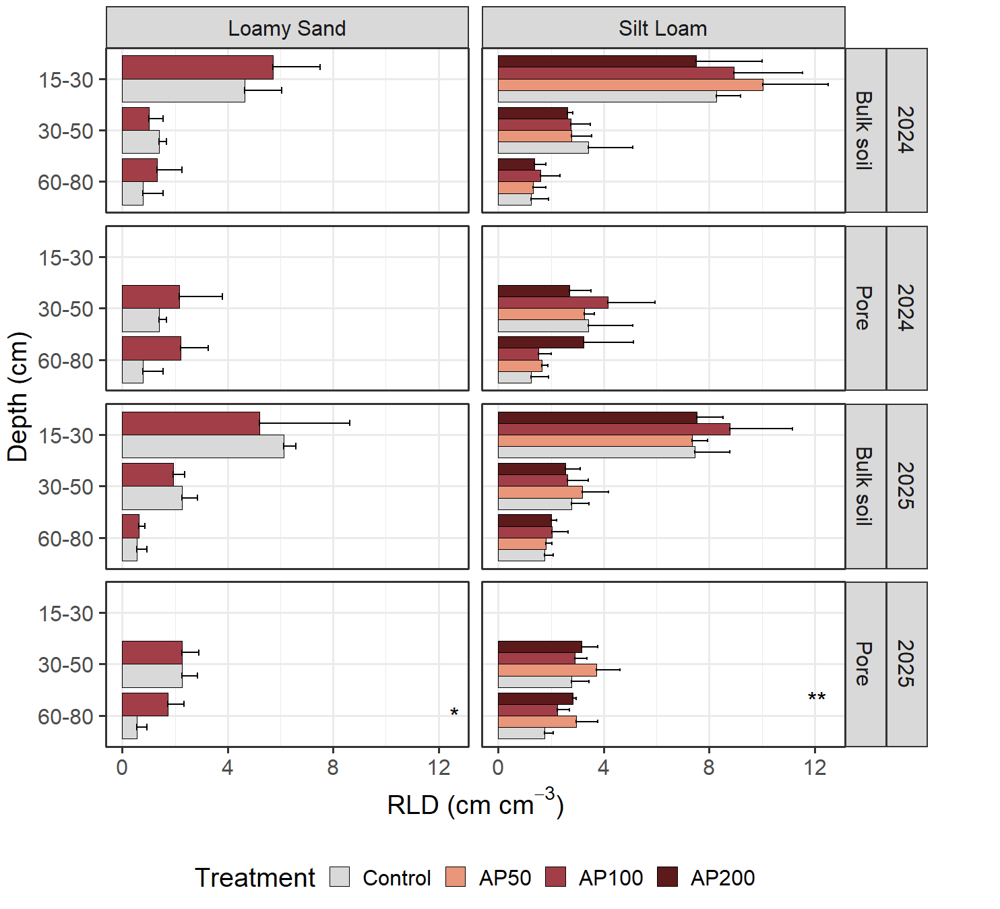 Loamy Sand
Silt Loam
15-30
30-50
60-80
Bulk soil
2024
15-30
30-50
60-80
Pore
2024
15-30
30-50
60-80
Bulk soil
2025
15-30
30-50
60-80
*
**
Pore
2025
Depth (cm)
0 4 8 12 0 4 8 12
RLD (cm cm⁻³)
Treatment Control AP50 AP100 AP200